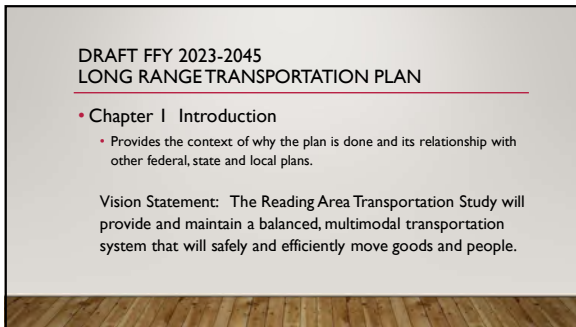 DRAFT FFY 2023-2045
LONG RANGE TRANSPORTATION PLAN
• Chapter 1 Introduction
• Provides the context of why the plan is done and its relationship with
other federal, state and local plans.
Vision Statement: The Reading Area Transportation Study will
provide and maintain a balanced, multimodal transportation
system that will safely and efficiently move goods and people.